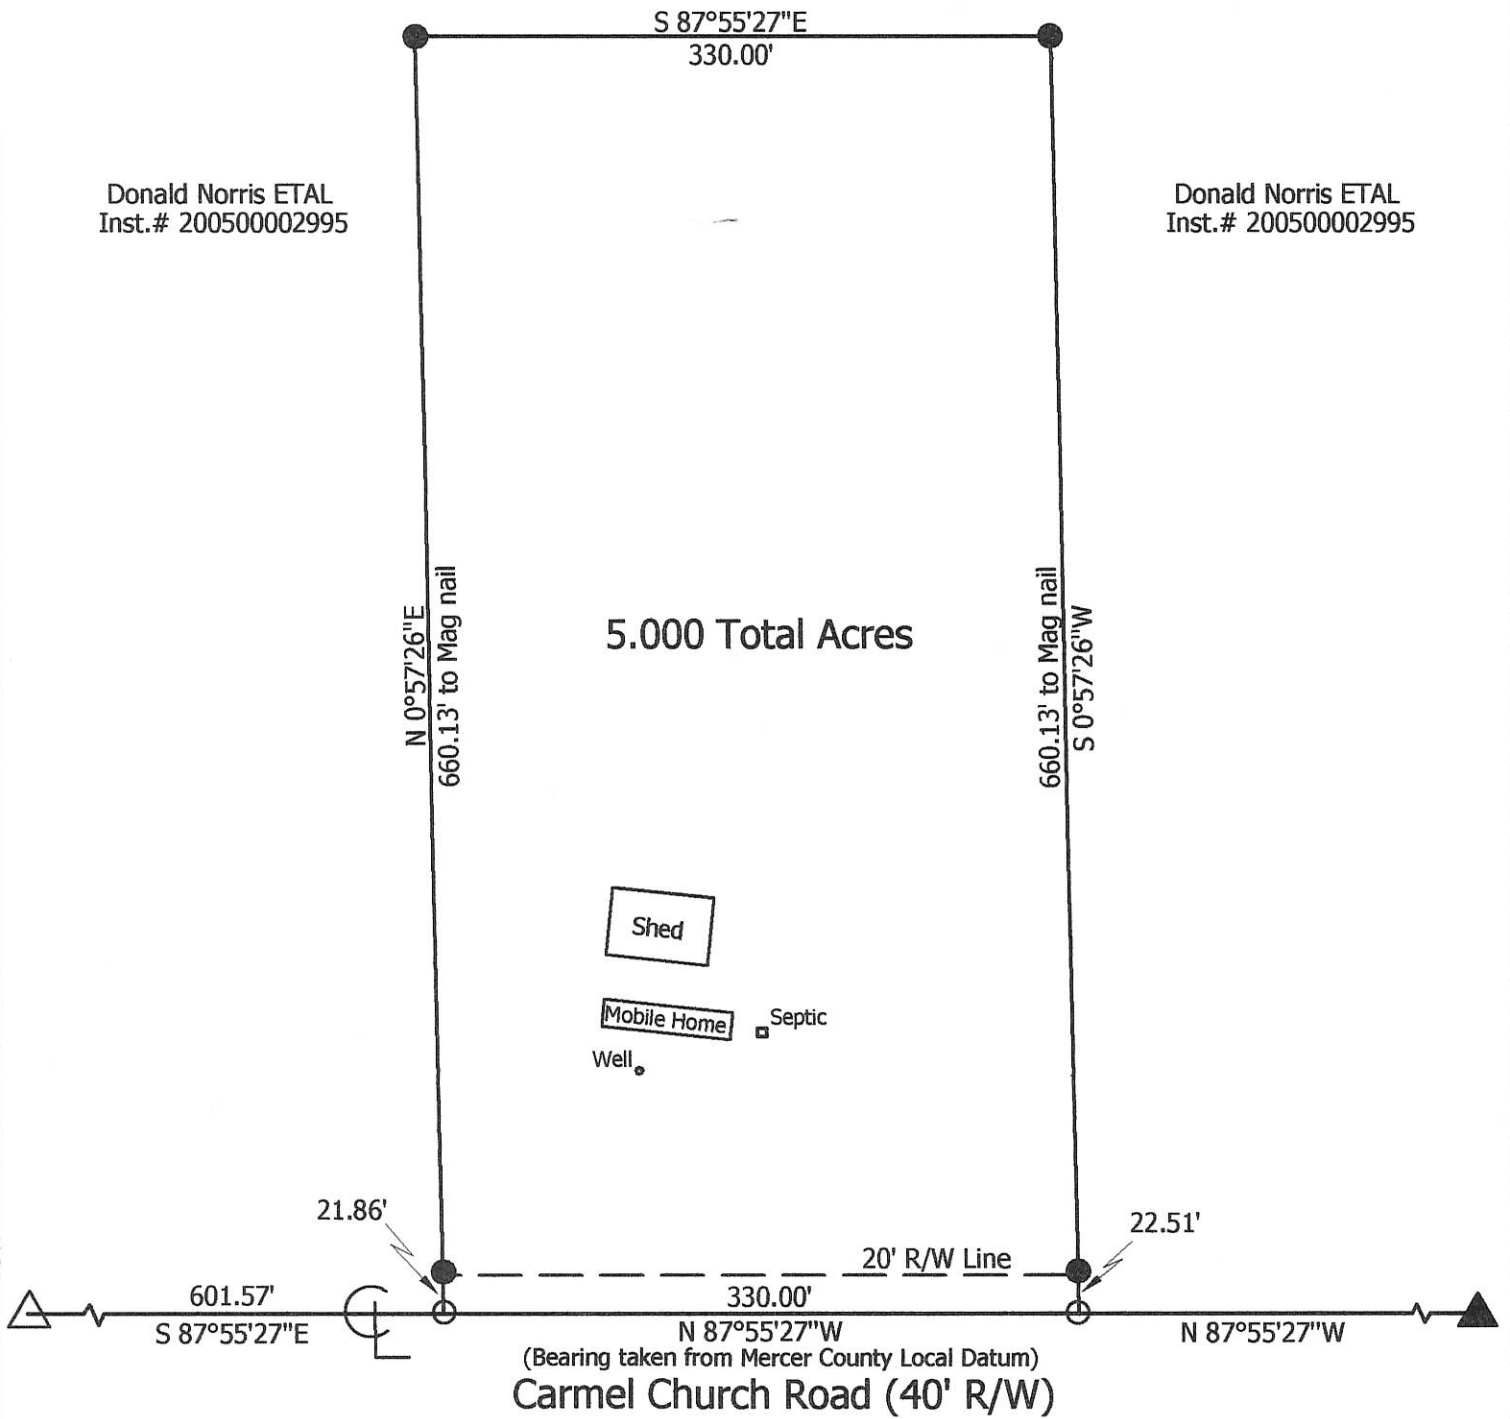 S 87°55'27"E
330.00'
Donald Norris ETAL
Inst.# 200500002995
Donald Norris ETAL
Inst.# 200500002995
N 0°57'26"E
660.13' to Mag nail
5.000 Total Acres
660.13' to Mag nail
S 0°57'26"W
Shed
Mobile Home
Septic
Well
21.86'
22.51'
20' R/W Line
601.57'
S 87°55'27"E
CL
330.00'
N 87°55'27"W
N 87°55'27"W
(Bearing taken from Mercer County Local Datum)
Carmel Church Road (40' R/W)